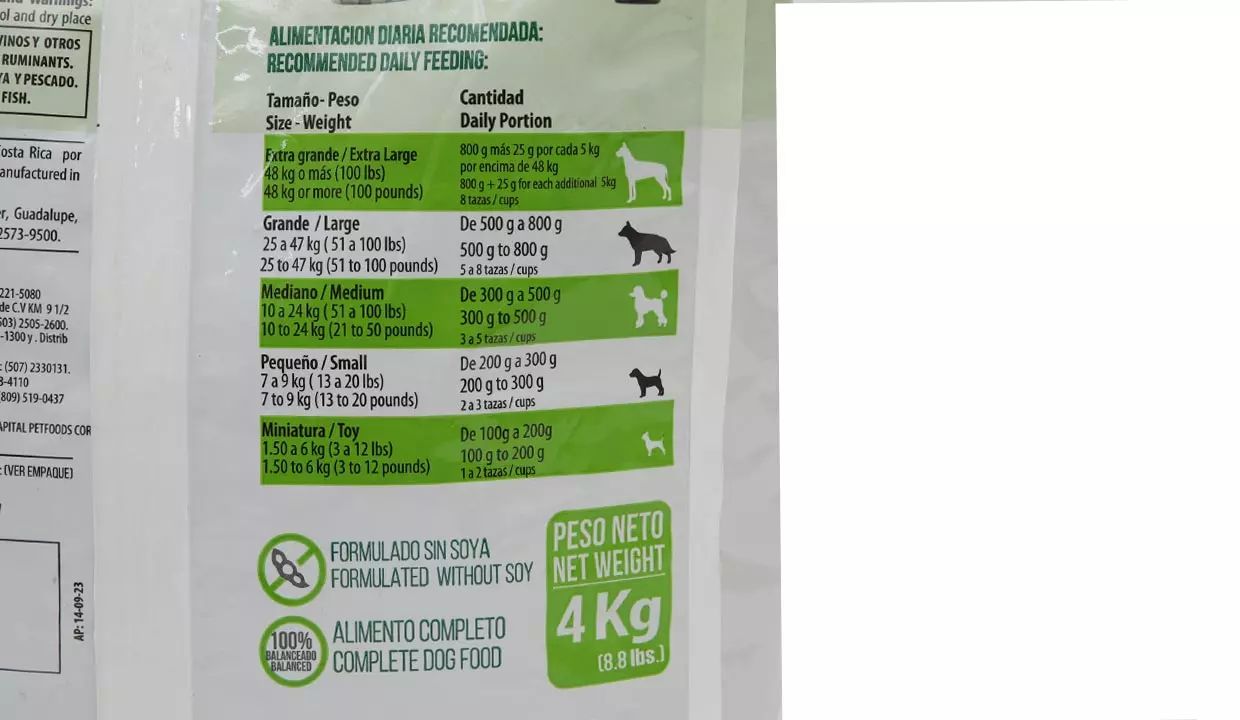 ol and dry place
VINOS Y OTROS
RUMINANTS.
YA Y PESCADO.
FISH.
osta Rica por
anufactured in
r, Guadalupe,
2573-9500.
221-5080
de C.V KM 9 1/2
503) 2505-2600.
-1300 y . Distrib
: (507) 2330131.
3-4110
809) 519-0437
APITAL PETFOODS COR
: (VER EMPAQUE)
AP: 14-09-23
ALIMENTACION DIARIA RECOMENDADA:
RECOMMENDED DAILY FEEDING:
Tamaño- Peso
Size - Weight
Cantidad
Daily Portion
Extra grande / Extra Large
48 kg o más (100 lbs)
48 kg or more (100 pounds)
800 g más 25 g por cada 5 kg
por encima de 48 kg
800 g + 25 g for each additional 5kg
8 tazas / cups
Grande / Large
25 a 47 kg ( 51 a 100 lbs)
25 to 47 kg (51 to 100 pounds)
De 500 g a 800 g
500 g to 800 g
5 a 8 tazas / cups
Mediano / Medium
10 a 24 kg ( 51 a 100 lbs)
10 to 24 kg (21 to 50 pounds)
De 300 g a 500 g
300 g to 500 g
3 a 5 tazas / cups
Pequeño / Small
7 a 9 kg ( 13 a 20 lbs)
7 to 9 kg (13 to 20 pounds)
De 200 g a 300 g
200 g to 300 g
2 a 3 tazas / cups
Miniatura / Toy
1.50 a 6 kg (3 a 12 lbs)
1.50 to 6 kg (3 to 12 pounds)
De 100g a 200g
100 g to 200 g
1 a 2 tazas / cups
FORMULADO SIN SOYA
FORMULATED WITHOUT SOY
100%
BALANCEADO
BALANCED
ALIMENTO COMPLETO
COMPLETE DOG FOOD
PESO NETO
NET WEIGHT
4 Kg
(8.8 lbs.)